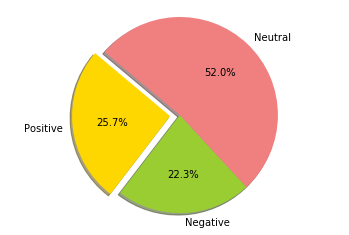 Neutral
52.0%
Positive
25.7%
22.3%
Negative